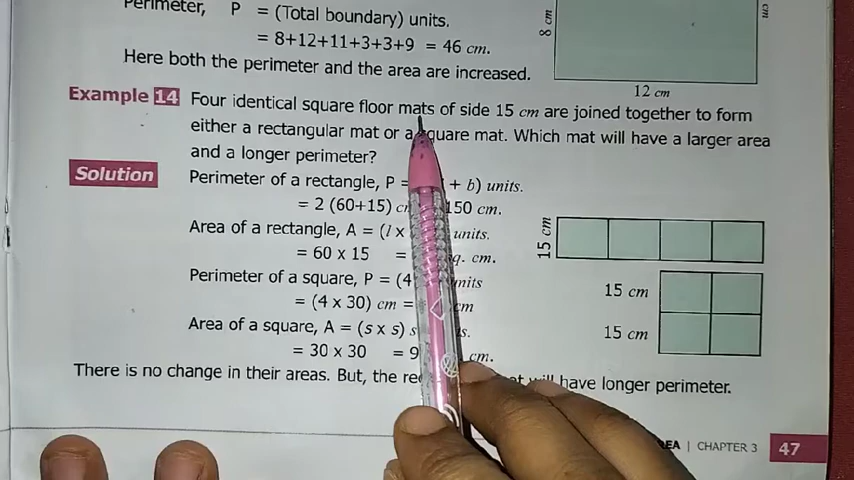 Perimeter, P = (Total boundary) units.
= 8+12+11+3+3+9 = 46 cm.
Here both the perimeter and the area are increased.
8 cm
cm
12 cm
Example 14 Four identical square floor mats of side 15 cm are joined together to form
either a rectangular mat or a square mat. Which mat will have a larger area
and a longer perimeter?
Solution
Perimeter of a rectangle, P = + b) units.
= 2 (60+15) 150 cm.
Area of a rectangle, A = (l x units.
= 60 x 15 = sq. cm.
Perimeter of a square, P = (4 units
= (4 x 30) cm = cm
Area of a square, A = (s x s)
= 30 x 30 = 9 cm.
15 cm
15 cm
15 cm
There is no change in their areas. But, the will have longer perimeter.
| CHAPTER 3 47